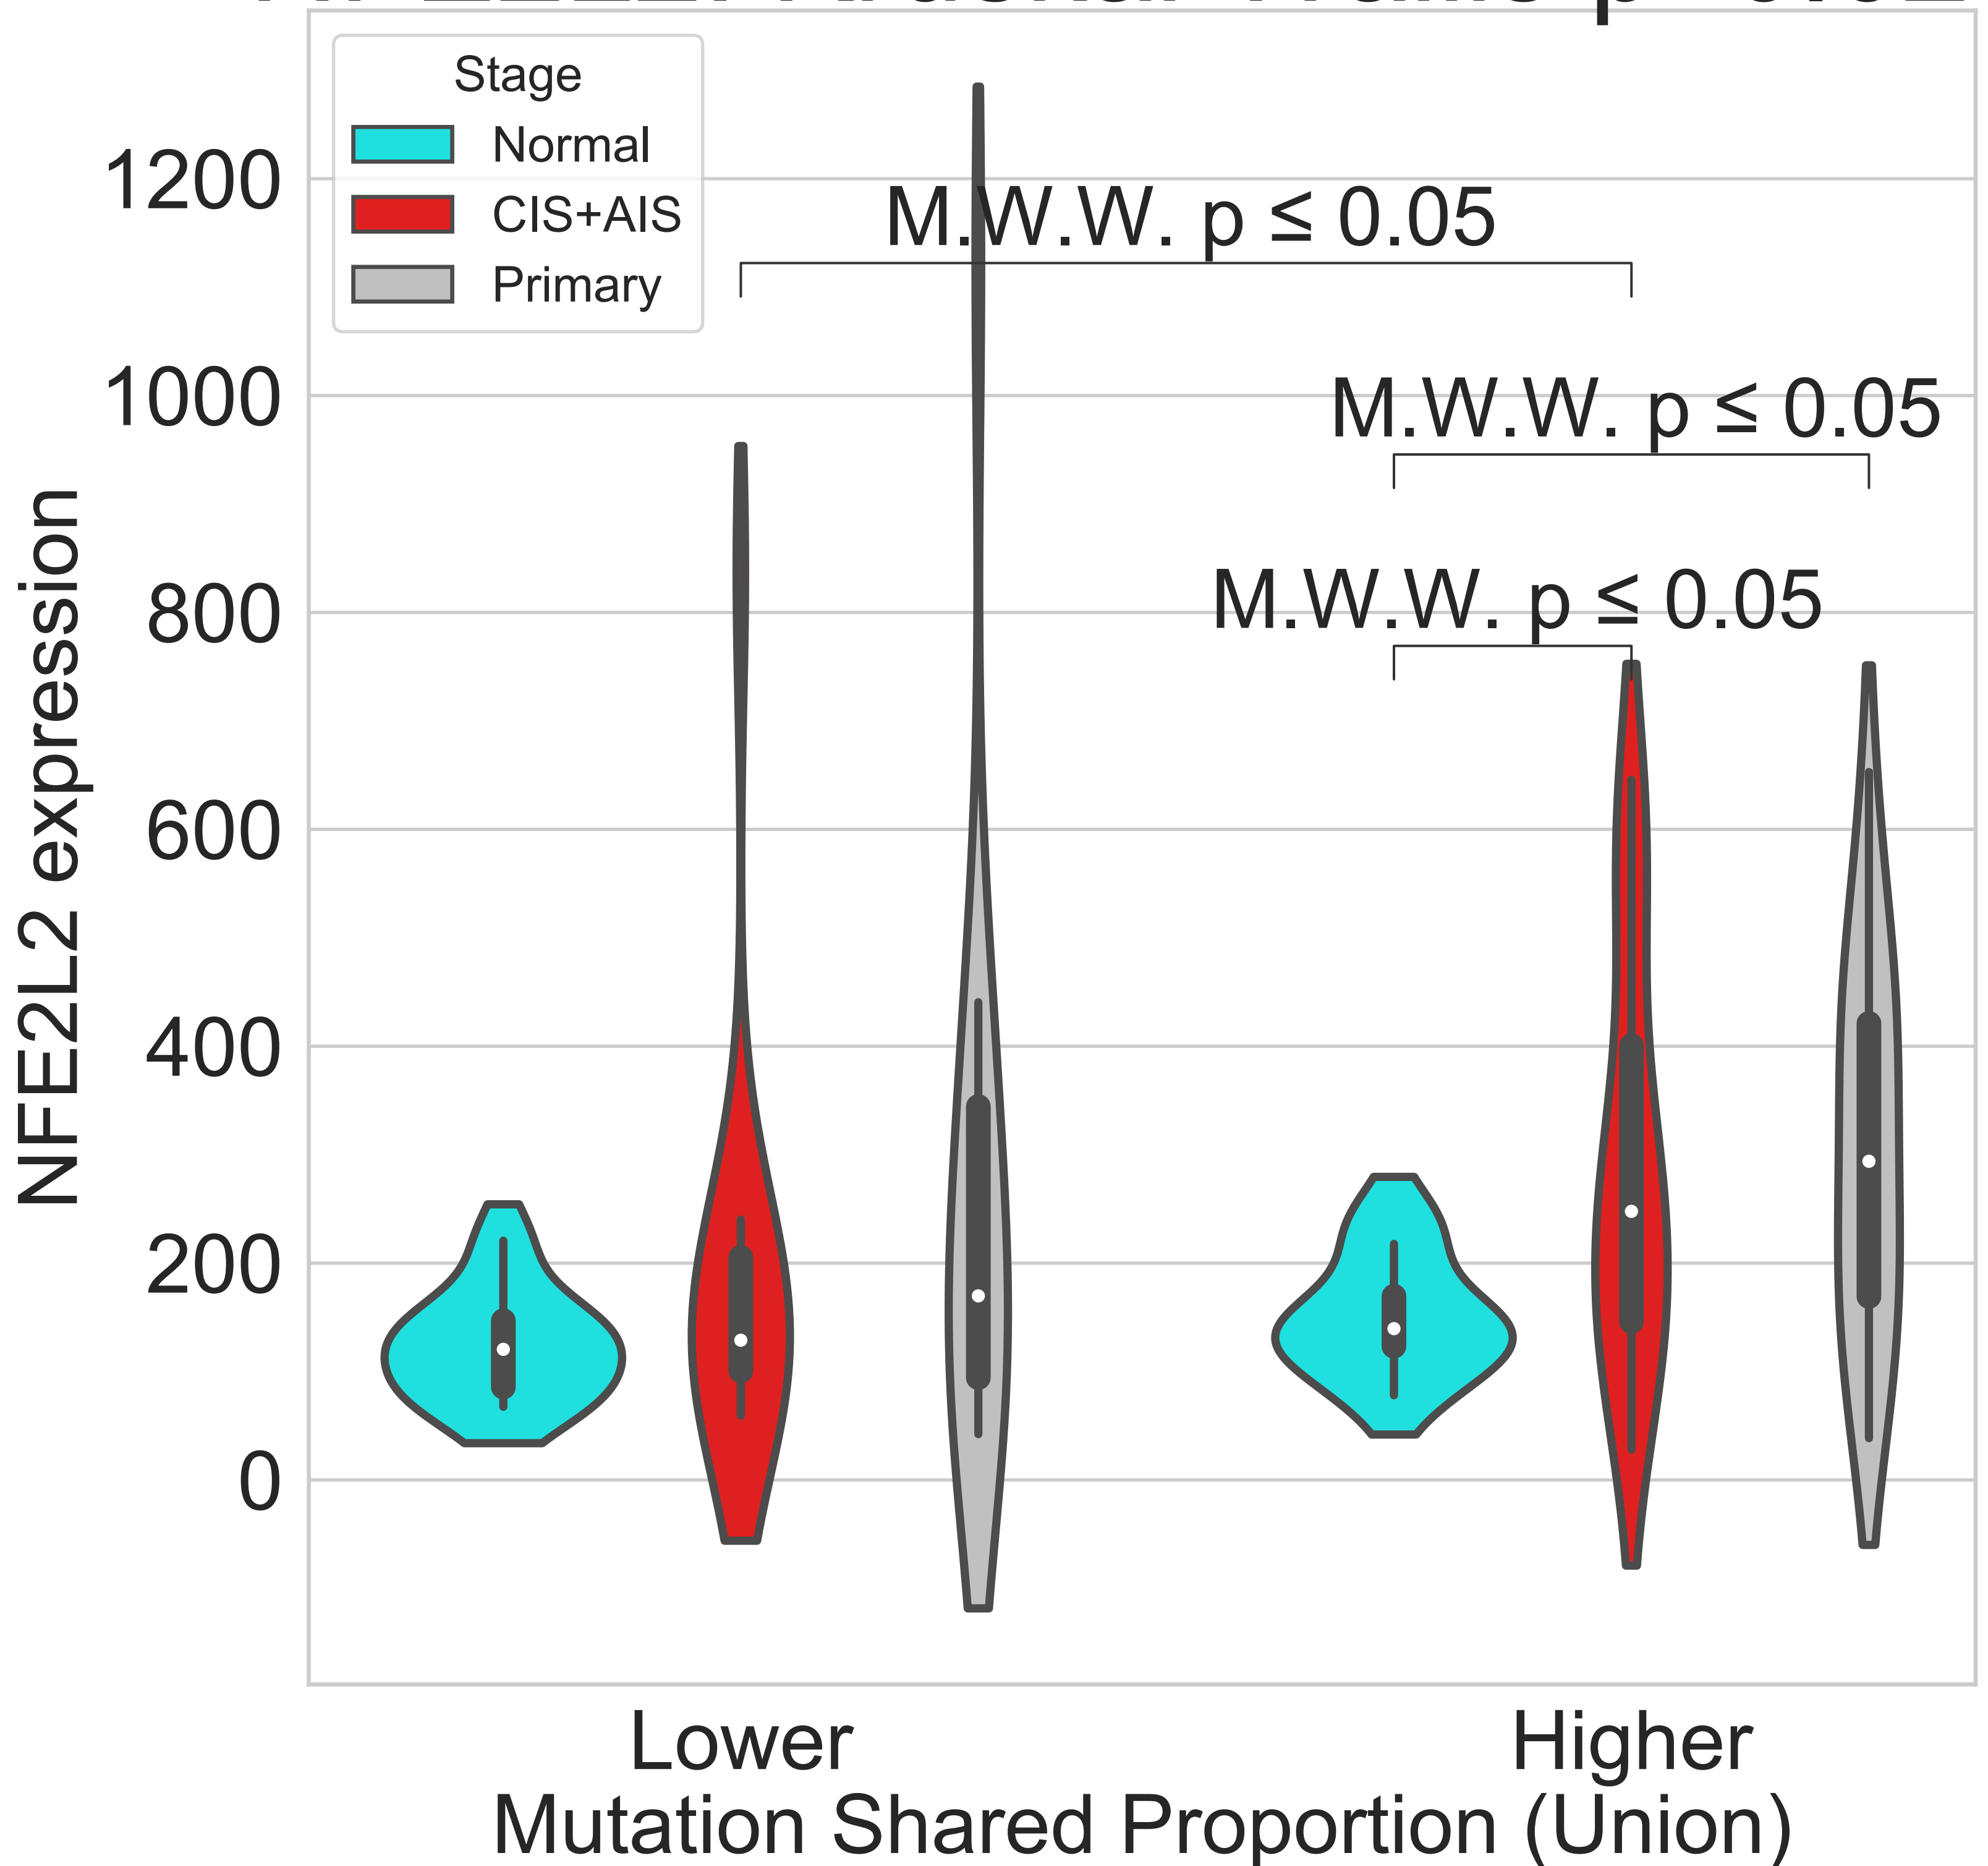 Stage
Normal
CIS+AIS
Primary
1200
1000
800
600
400
200
0
NFE2L2 expression
M.W.W. p ≤ 0.05
M.W.W. p ≤ 0.05
M.W.W. p ≤ 0.05
Lower
Higher
Mutation Shared Proportion (Union)